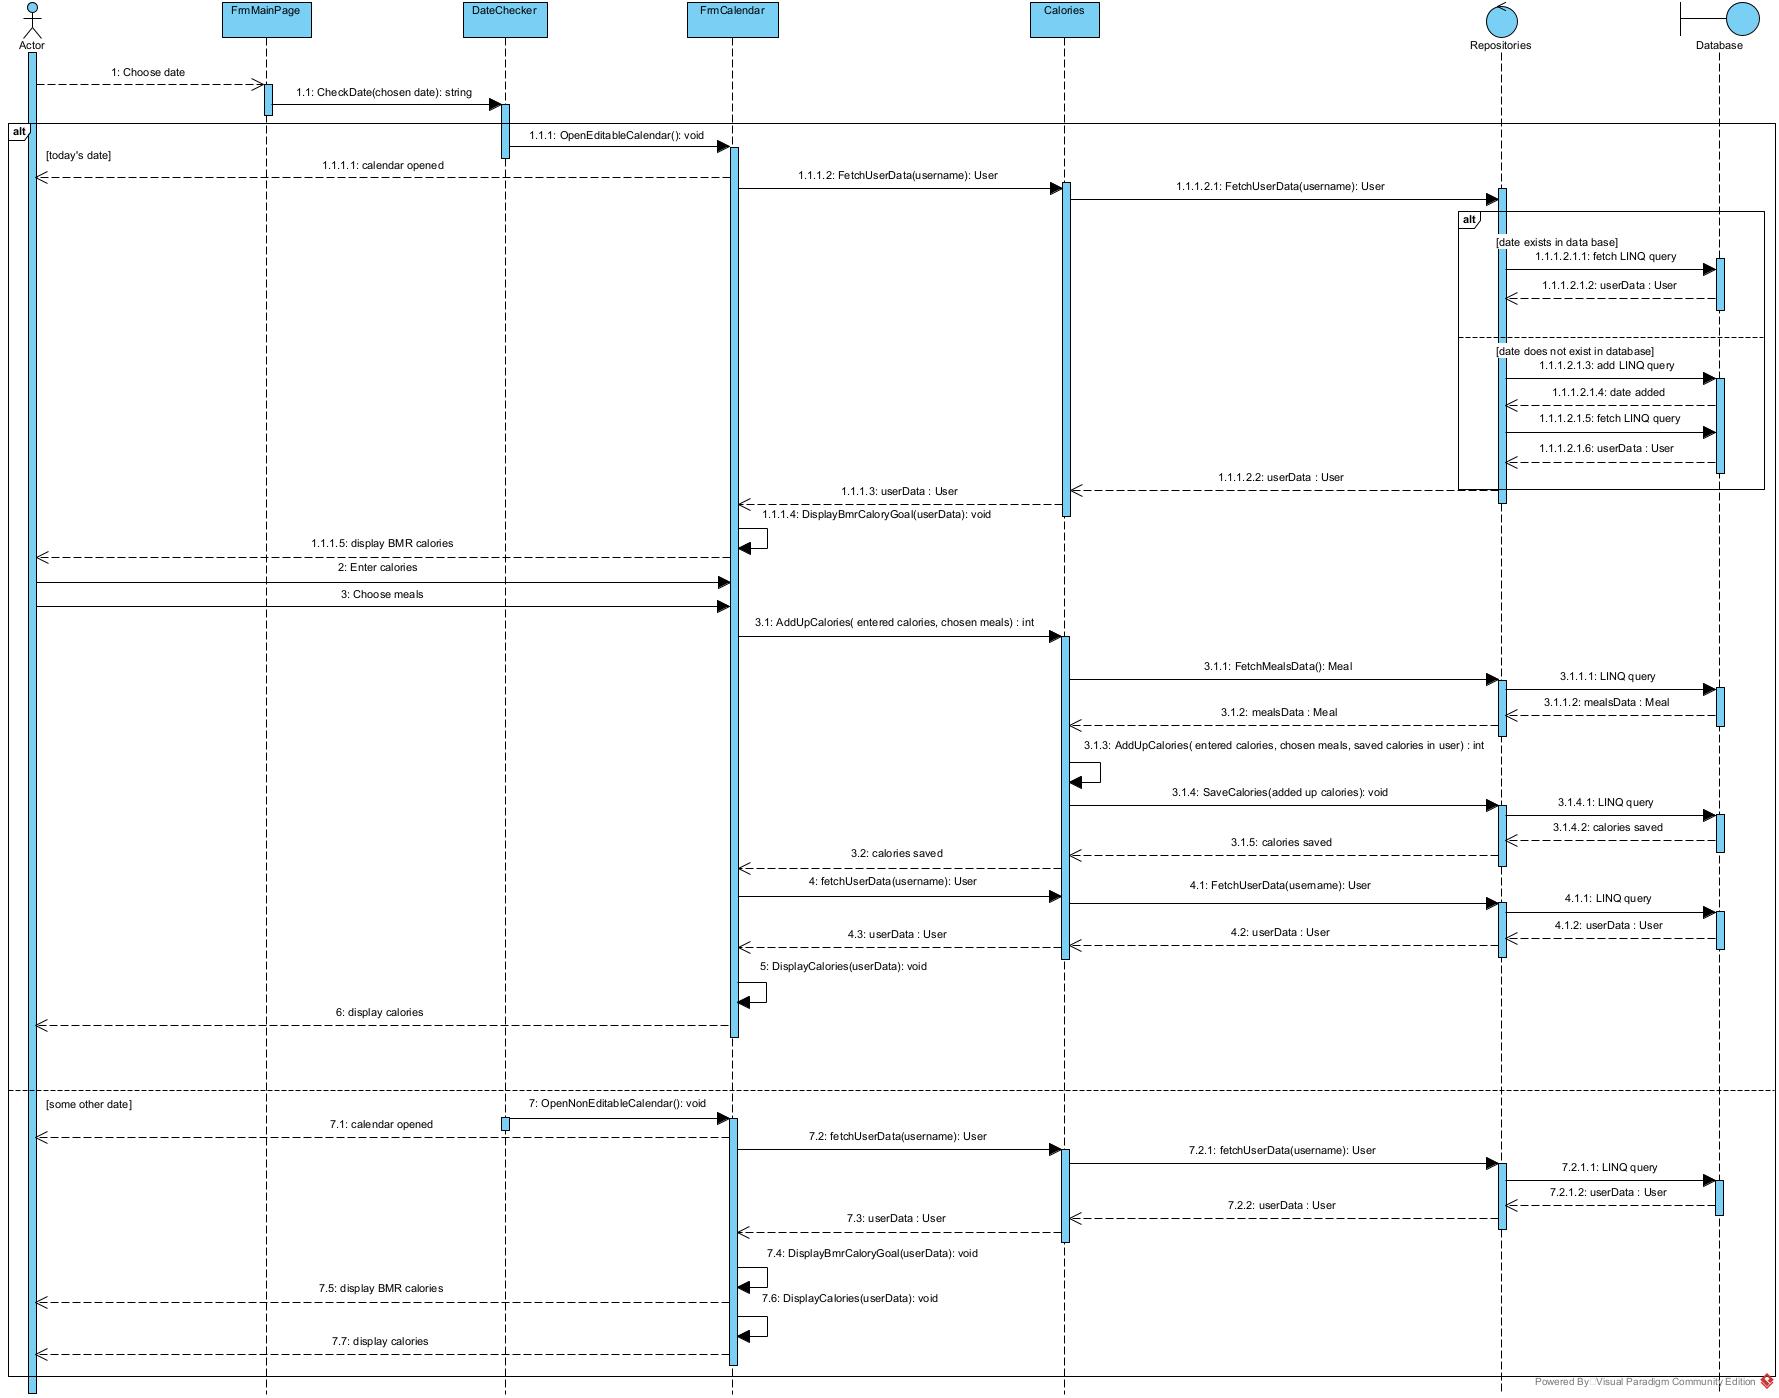 FrmMainPage
DateChecker
FrmCalendar
Calories
Actor
Repositories
Database
1: Choose date
1.1: CheckDate(chosen date): string
alt
1.1.1: OpenEditableCalendar(): void
[today's date]
1.1.1.1: calendar opened
1.1.1.2: FetchUserData(username): User
1.1.1.2.1: FetchUserData(username): User
alt
[date exists in data base]
1.1.1.2.1.1: fetch LINQ query
1.1.1.2.1.2: userData : User
[date does not exist in database]
1.1.1.2.1.3: add LINQ query
1.1.1.2.1.4: date added
1.1.1.2.1.5: fetch LINQ query
1.1.1.2.1.6: userData : User
1.1.1.2.2: userData : User
1.1.1.3: userData : User
1.1.1.4: DisplayBmrCaloryGoal(userData): void
1.1.1.5: display BMR calories
2: Enter calories
3: Choose meals
3.1: AddUpCalories( entered calories, chosen meals) : int
3.1.1: FetchMealsData(): Meal
3.1.1.1: LINQ query
3.1.1.2: mealsData : Meal
3.1.2: mealsData : Meal
3.1.3: AddUpCalories( entered calories, chosen meals, saved calories in user) : int
3.1.4: SaveCalories(added up calories): void
3.1.4.1: LINQ query
3.1.4.2: calories saved
3.1.5: calories saved
3.2: calories saved
4: fetchUserData(username): User
4.1: FetchUserData(username): User
4.1.1: LINQ query
4.1.2: userData : User
4.2: userData : User
4.3: userData : User
5: DisplayCalories(userData): void
6: display calories
[some other date]
7: OpenNonEditableCalendar(): void
7.1: calendar opened
7.2: fetchUserData(username): User
7.2.1: fetchUserData(username): User
7.2.1.1: LINQ query
7.2.1.2: userData : User
7.2.2: userData : User
7.3: userData : User
7.4: DisplayBmrCaloryGoal(userData): void
7.5: display BMR calories
7.6: DisplayCalories(userData): void
7.7: display calories
Powered By Visual Paradigm Community Edition